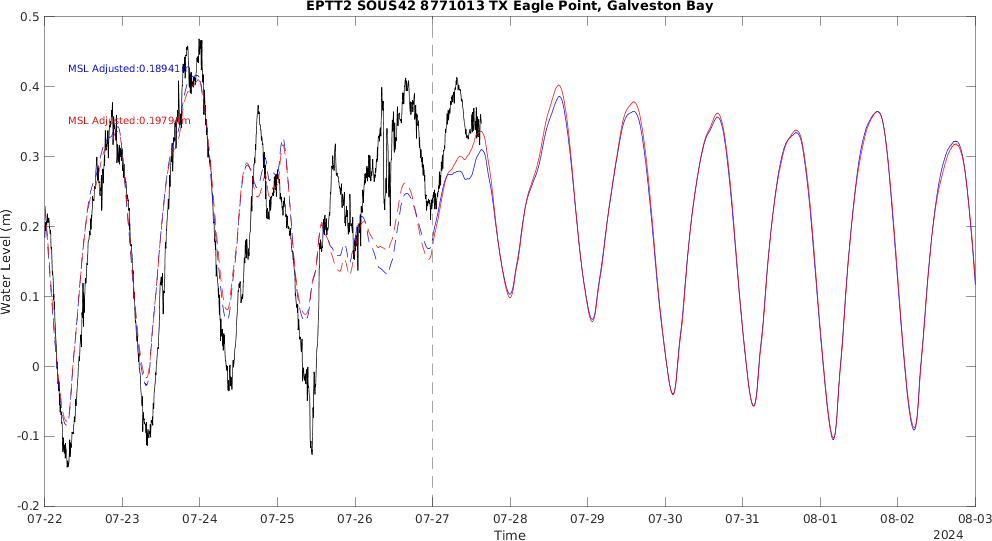 EPTT2 SOUS42 8771013 TX Eagle Point, Galveston Bay
Water Level (m)
0.5
0.4
0.3
0.2
0.1
0
-0.1
-0.2
MSL Adjusted:0.18941
MSL Adjusted:0.1979
07-22 07-23 07-24 07-25 07-26 07-27 07-28 07-29 07-30 07-31 08-01 08-02 08-03
Time
2024